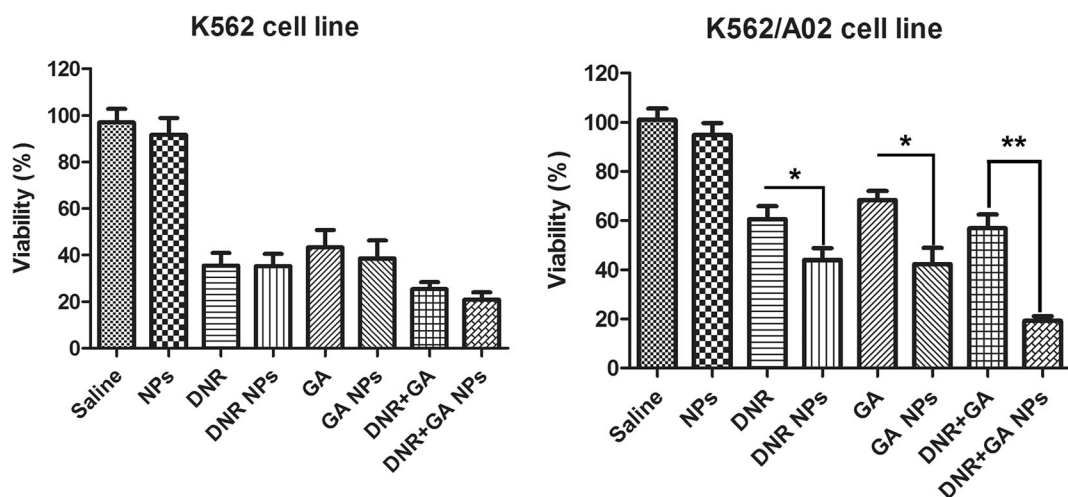 K562 cell line
Viability (%)
120
100
80
60
40
20
0
Saline
NPs
DNR
DNR NPs
GA
GA NPs
DNR+GA
DNR+GA NPs
K562/A02 cell line
Viability (%)
120
100
80
60
40
20
0
*
*
**
Saline
NPs
DNR
DNR NPs
GA
GA NPs
DNR+GA
DNR+GA NPs